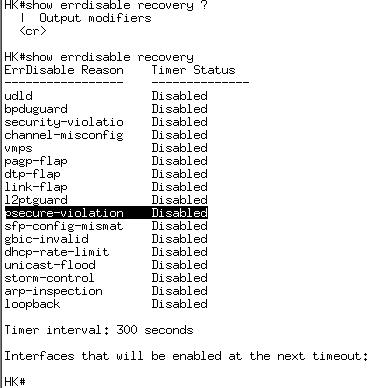 HK#show errdisable recovery ?
  |  Output modifiers
  <cr>
HK#show errdisable recovery
ErrDisable Reason    Timer Status
-----------------    --------------
udld                 Disabled
bpduguard            Disabled
security-violatio    Disabled
channel-misconfig    Disabled
vmps                 Disabled
pagp-flap            Disabled
dtp-flap             Disabled
link-flap            Disabled
l2ptguard            Disabled
psecure-violation    Disabled
sfp-config-mismat    Disabled
gbic-invalid         Disabled
dhcp-rate-limit      Disabled
unicast-flood        Disabled
storm-control        Disabled
arp-inspection       Disabled
loopback             Disabled
Timer interval: 300 seconds
Interfaces that will be enabled at the next timeout:
HK#